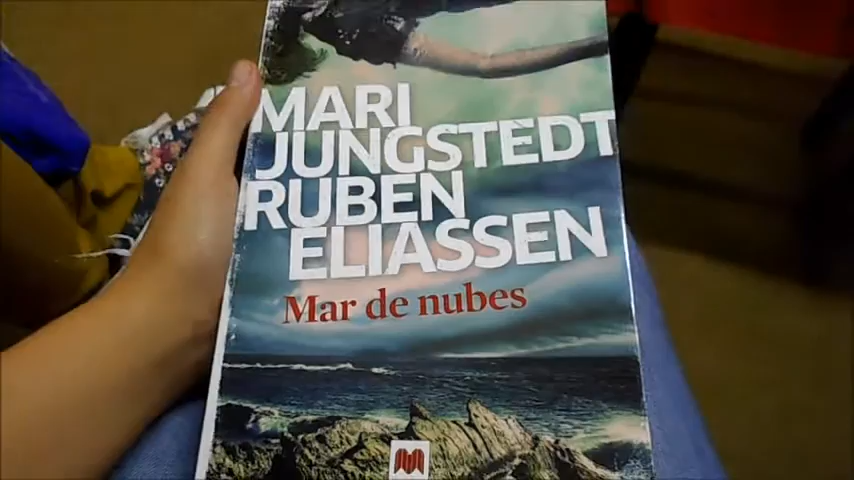 MARI
JUNGSTEDT
RUBEN
ELIASSEN
Mar de nubes